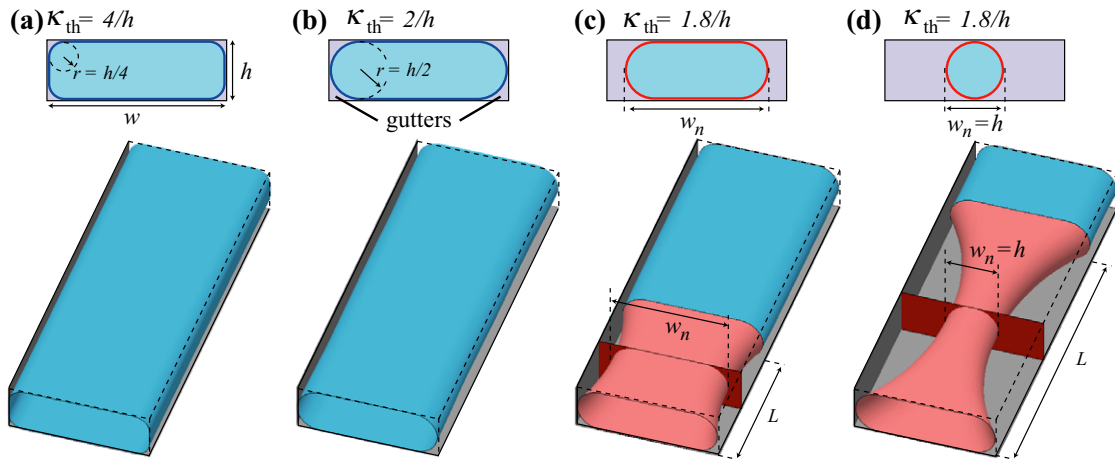 (a) κth= 4/h
r = h/4
h
w
(b) κth= 2/h
r = h/2
gutters
(c) κth= 1.8/h
wn
wn
L
(d) κth= 1.8/h
wn= h
wn= h
L